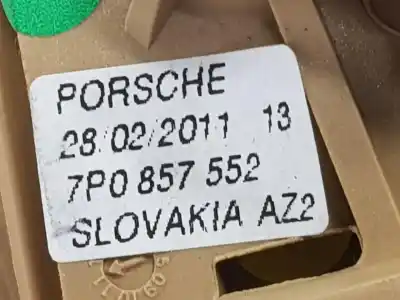 PORSCHE
28/02/2011 13
7P0 857 552
SLOVAKIA AZ2